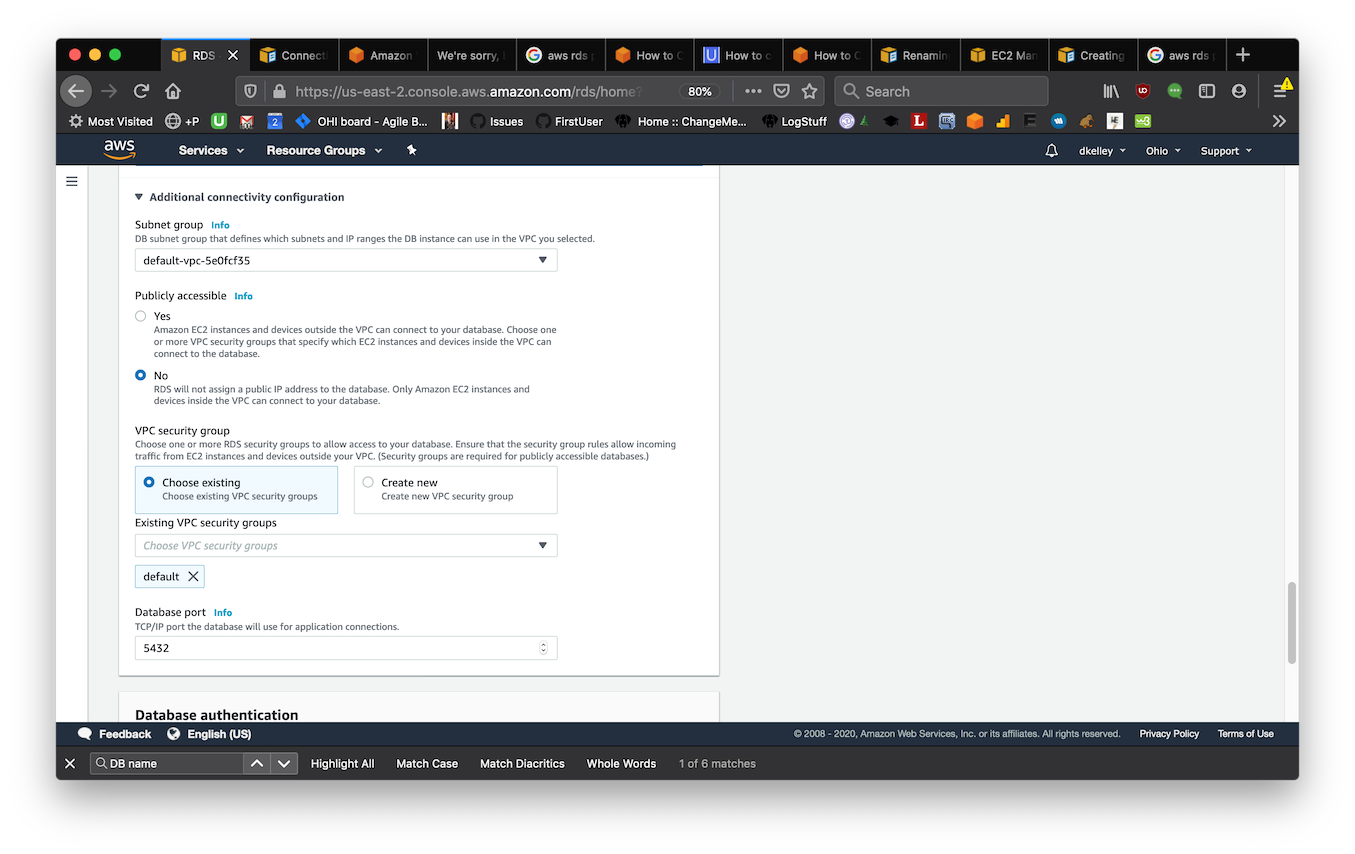 RDS
Connecti
Amazon
We're sorry,
aws rds
How to C
How to c
How to C
Renamin
EC2 Man
Creating
aws rds
https://us-east-2.console.aws.amazon.com/rds/home?
80%
Search
Most Visited
+P
OHI board - Agile B...
Issues
FirstUser
Home :: ChangeMe...
LogStuff
aws
Services
Resource Groups
dkelley
Ohio
Support
Additional connectivity configuration
Subnet group Info
DB subnet group that defines which subnets and IP ranges the DB instance can use in the VPC you selected.
default-vpc-5e0fcf35
Publicly accessible Info
Yes
Amazon EC2 instances and devices outside the VPC can connect to your database. Choose one
or more VPC security groups that specify which EC2 instances and devices inside the VPC can
connect to the database.
No
RDS will not assign a public IP address to the database. Only Amazon EC2 instances and
devices inside the VPC can connect to your database.
VPC security group
Choose one or more RDS security groups to allow access to your database. Ensure that the security group rules allow incoming
traffic from EC2 instances and devices outside your VPC. (Security groups are required for publicly accessible databases.)
Choose existing
Choose existing VPC security groups
Create new
Create new VPC security group
Existing VPC security groups
Choose VPC security groups
default
Database port Info
TCP/IP port the database will use for application connections.
5432
Database authentication
Feedback
English (US)
© 2008 - 2020, Amazon Web Services, Inc. or its affiliates. All rights reserved.
Privacy Policy
Terms of Use
DB name
Highlight All
Match Case
Match Diacritics
Whole Words
1 of 6 matches